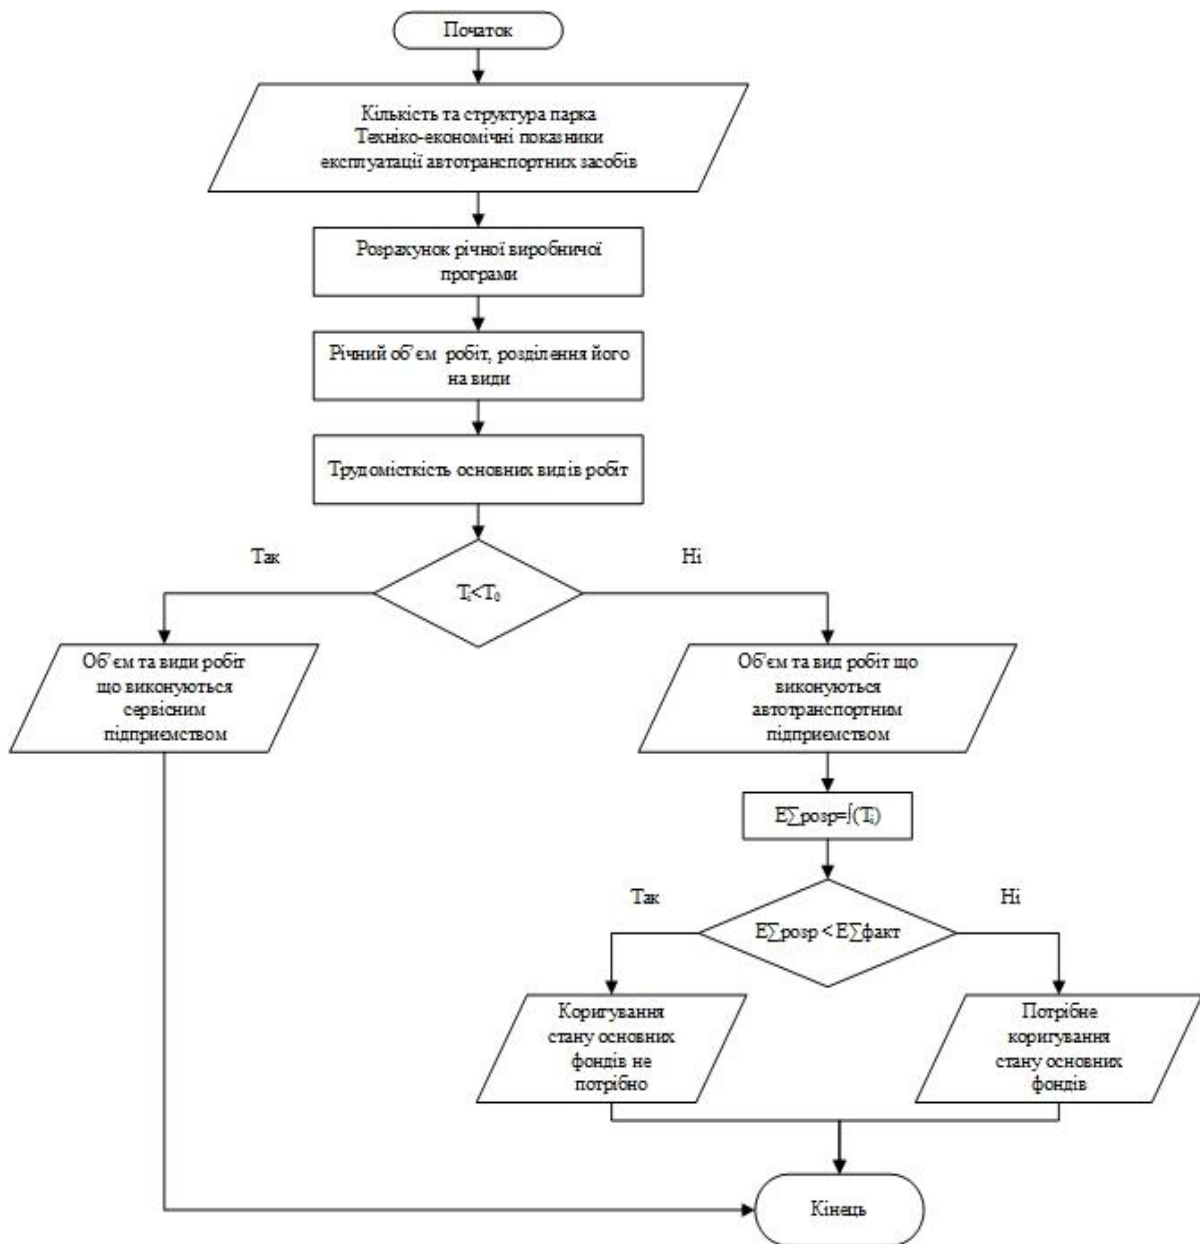 Початок
Кількість та структура парка
Техніко-економічні показники
експлуатації автотранспортних засобів
Розрахунок річної виробничої
програми
Річний об’єм робіт, розділення його
на види
Трудомісткість основних видів робіт
Так
Ні
Tᵢ<T₀
Об’єм та види робіт
що виконуються
сервісним
підприємством
Об’єм та вид робіт що
виконуються
автотранспортним
підприємством
Е∑розр=∫(Tᵢ)
Так
Ні
Е∑розр < Е∑факт
Коригування
стану основних
фондів не
потрібно
Потрібне
коригування
стану основних
фондів
Кінець